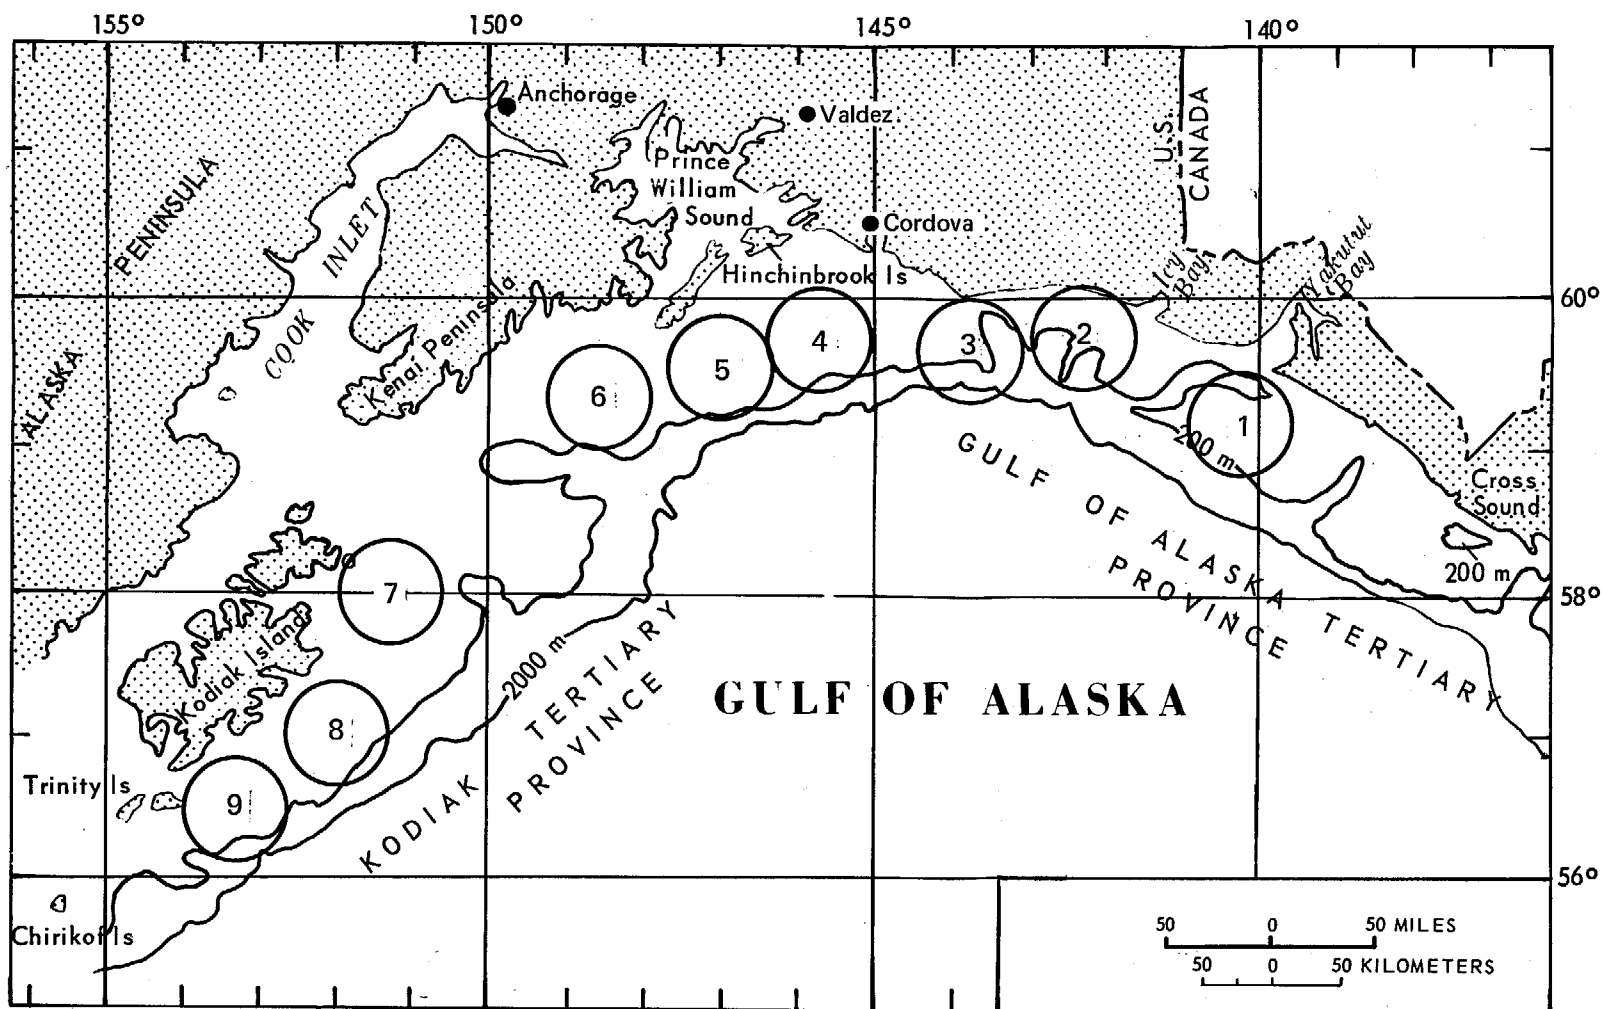 155° 150° 145° 140°
Anchorage
Valdez.
U.S.
CANADA
Prince
William
Sound
Cordova
PENINSULA
INLET
Hinchinbrook Is
Icy
Bay
Yakutat
Bay
60°
COOK
Kenai Peninsula
ALASKA
1
2
3
4
5
6
7
8
9
200 m
Cross
Sound
200 m
58°
GULF OF ALASKA TERTIARY
PROVINCE
Kodiak Island
2000 m
KODIAK TERTIARY
PROVINCE
GULF OF ALASKA
Trinity Is
56°
Chirikof Is
50 0 50 MILES
50 0 50 KILOMETERS